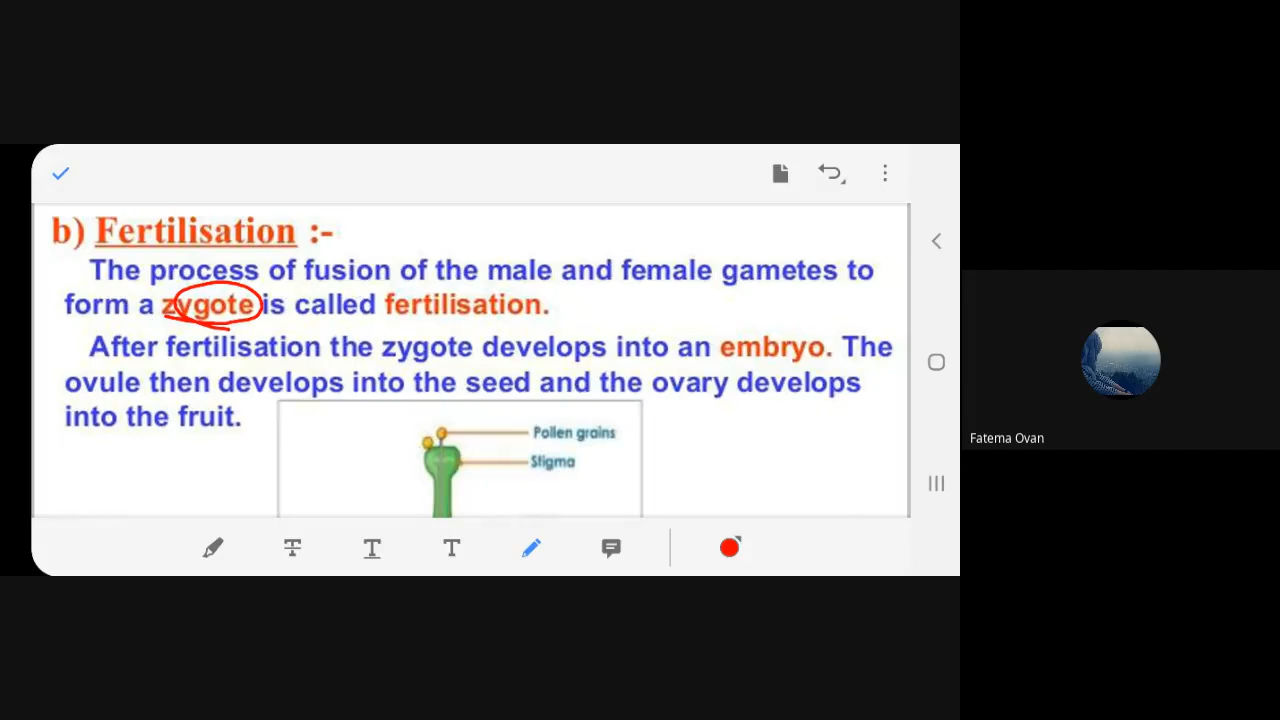 b) Fertilisation :-
The process of fusion of the male and female gametes to
form a zygote is called fertilisation.
After fertilisation the zygote develops into an embryo. The
ovule then develops into the seed and the ovary develops
into the fruit.
Pollen grains
Stigma
Fatema Ovan